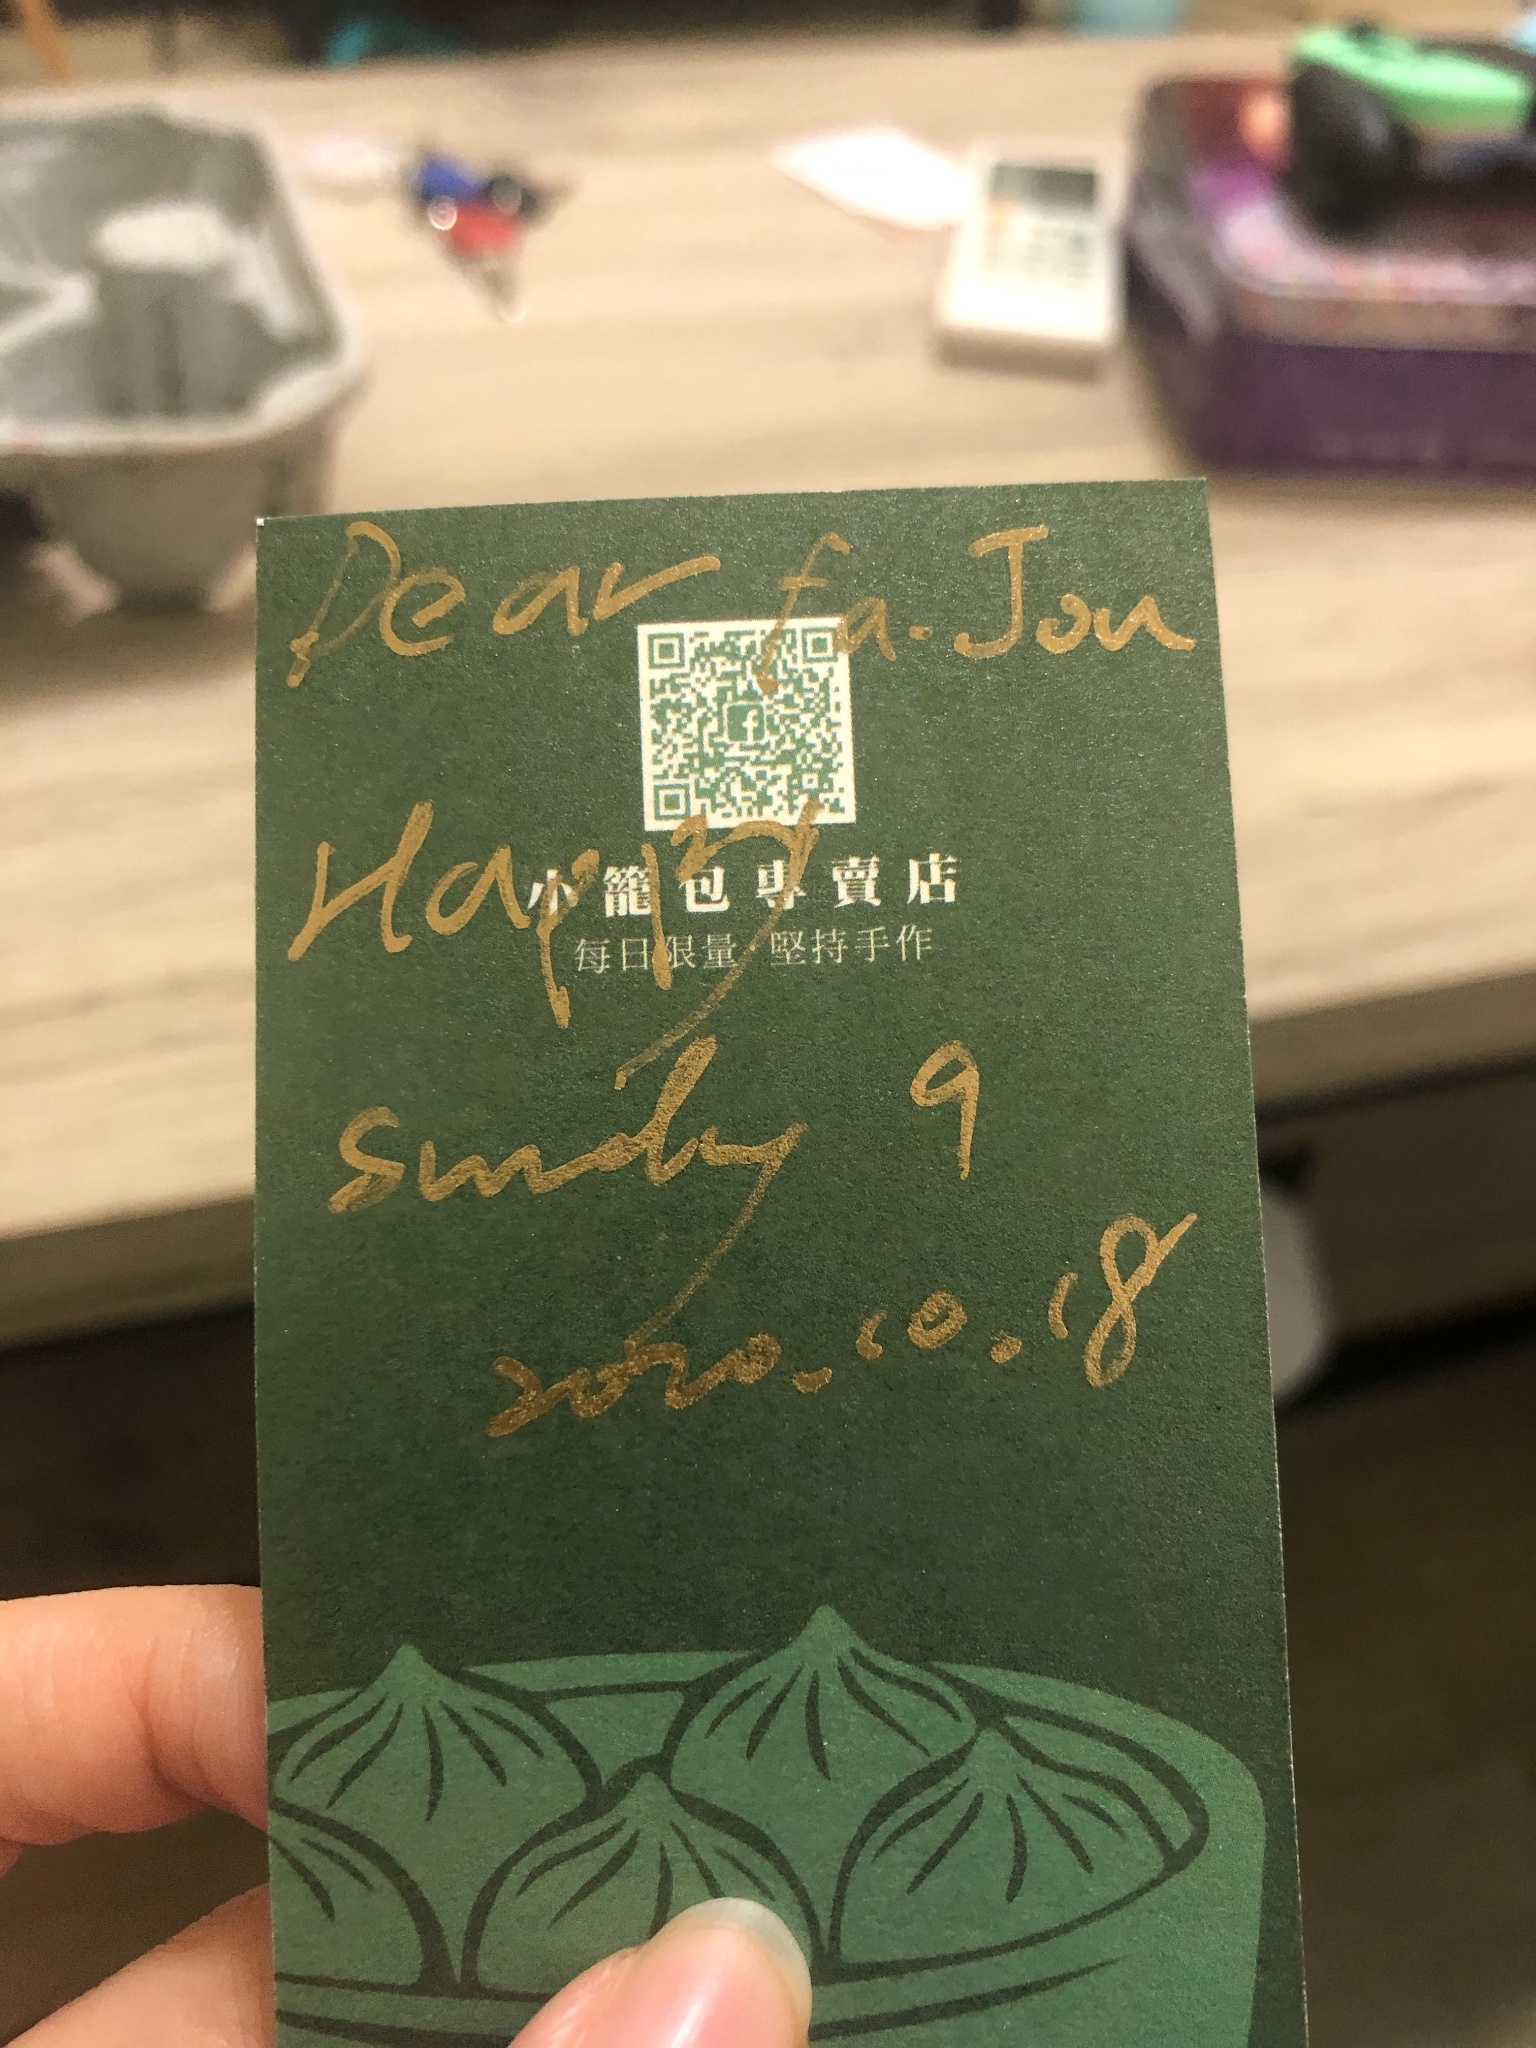 Dear fa. Jou
Happy
小籠包專賣店
每日限量 堅持手作
Sunday 9
2020.10.18